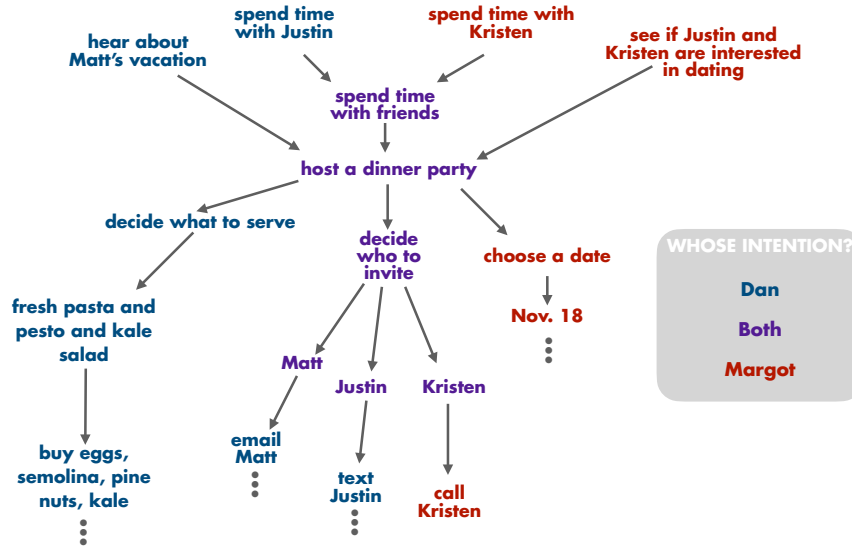 spend time
with Justin
spend time with
Kristen
hear about
Matt's vacation
see if Justin and
Kristen are interested
in dating
spend time
with friends
host a dinner party
decide what to serve
decide
who to
invite
choose a date
WHOSE INTENTION?
Dan
Both
Margot
fresh pasta and
pesto and kale
salad
Nov. 18
Matt
Justin
Kristen
buy eggs,
semolina, pine
nuts, kale
email
Matt
text
Justin
call
Kristen